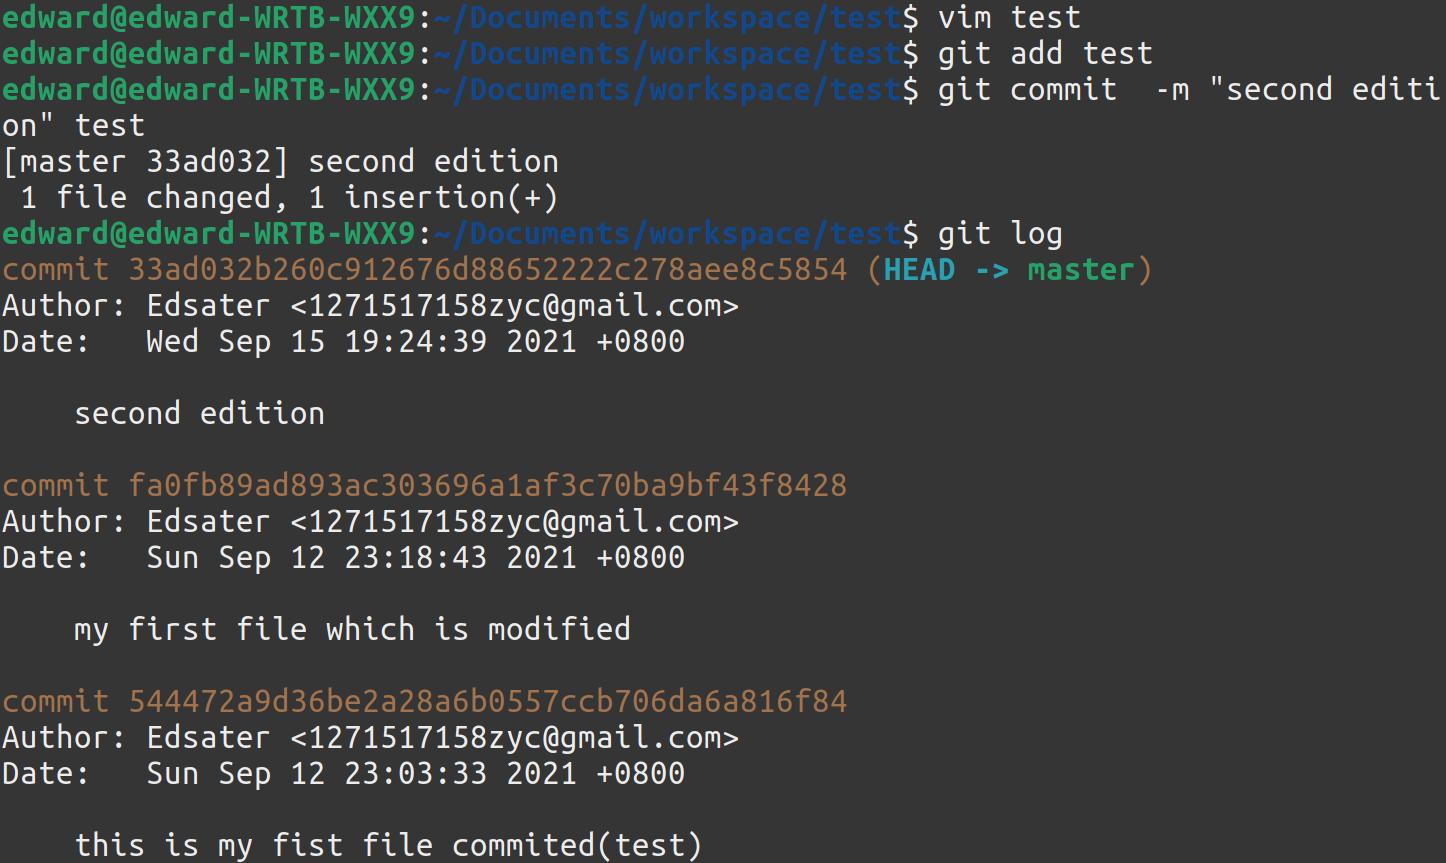 edward@edward-WRTB-WXX9:~/Documents/workspace/test$ vim test
edward@edward-WRTB-WXX9:~/Documents/workspace/test$ git add test
edward@edward-WRTB-WXX9:~/Documents/workspace/test$ git commit  -m "second editi
on" test
[master 33ad032] second edition
 1 file changed, 1 insertion(+)
edward@edward-WRTB-WXX9:~/Documents/workspace/test$ git log
commit 33ad032b260c912676d88652222c278aee8c5854 (HEAD -> master)
Author: Edsater <1271517158zyc@gmail.com>
Date:   Wed Sep 15 19:24:39 2021 +0800

    second edition

commit fa0fb89ad893ac303696a1af3c70ba9bf43f8428
Author: Edsater <1271517158zyc@gmail.com>
Date:   Sun Sep 12 23:18:43 2021 +0800

    my first file which is modified

commit 544472a9d36be2a28a6b0557ccb706da6a816f84
Author: Edsater <1271517158zyc@gmail.com>
Date:   Sun Sep 12 23:03:33 2021 +0800

    this is my fist file commited(test)